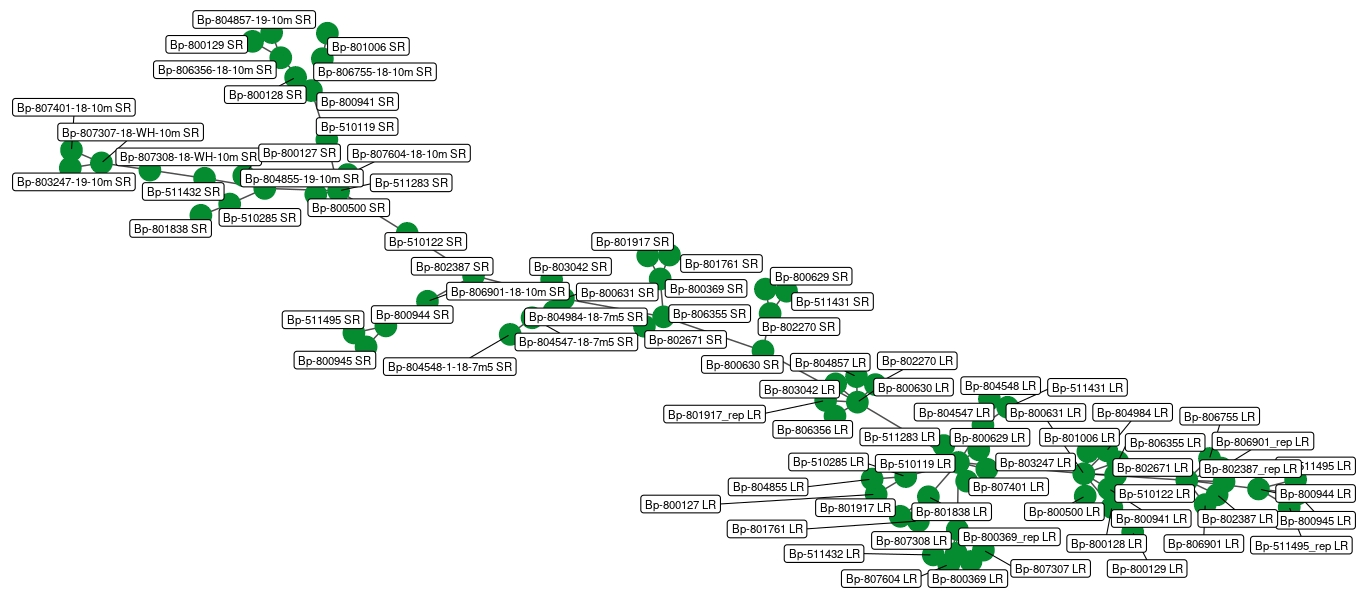 Bp-804857-19-10m SR
Bp-800129 SR
Bp-801006 SR
Bp-806356-18-10m SR
Bp-806755-18-10m SR
Bp-800128 SR
Bp-800941 SR
Bp-807401-18-10m SR
Bp-510119 SR
Bp-807307-18-WH-10m SR
Bp-807308-18-WH-10m SR
Bp-800127 SR
Bp-807604-18-10m SR
Bp-803247-19-10m SR
Bp-804855-19-10m SR
Bp-511283 SR
Bp-511432 SR
Bp-800500 SR
Bp-510285 SR
Bp-801838 SR
Bp-510122 SR
Bp-801917 SR
Bp-802387 SR
Bp-803042 SR
Bp-801761 SR
Bp-800629 SR
Bp-806901-18-10m SR
Bp-800631 SR
Bp-800369 SR
Bp-511431 SR
Bp-511495 SR
Bp-800944 SR
Bp-804984-18-7m5 SR
Bp-806355 SR
Bp-802270 SR
Bp-804547-18-7m5 SR
Bp-802671 SR
Bp-800945 SR
Bp-804548-1-18-7m5 SR
Bp-800630 SR
Bp-804857 LR
Bp-802270 LR
Bp-803042 LR
Bp-800630 LR
Bp-804548 LR
Bp-511431 LR
Bp-801917_rep LR
Bp-804547 LR
Bp-800631 LR
Bp-804984 LR
Bp-806755 LR
Bp-806356 LR
Bp-511283 LR
Bp-800629 LR
Bp-801006 LR
Bp-806355 LR
Bp-806901_rep LR
Bp-510285 LR
Bp-510119 LR
Bp-803247 LR
Bp-802671 LR
Bp-802387_rep LR
511495 LR
Bp-804855 LR
Bp-807401 LR
Bp-510122 LR
Bp-800944 LR
Bp-800127 LR
Bp-801917 LR
Bp-801838 LR
Bp-800500 LR
Bp-800941 LR
Bp-802387 LR
Bp-800945 LR
Bp-801761 LR
Bp-807308 LR
Bp-800369_rep LR
Bp-800128 LR
Bp-806901 LR
Bp-511495_rep LR
Bp-511432 LR
Bp-807307 LR
Bp-800129 LR
Bp-807604 LR
Bp-800369 LR